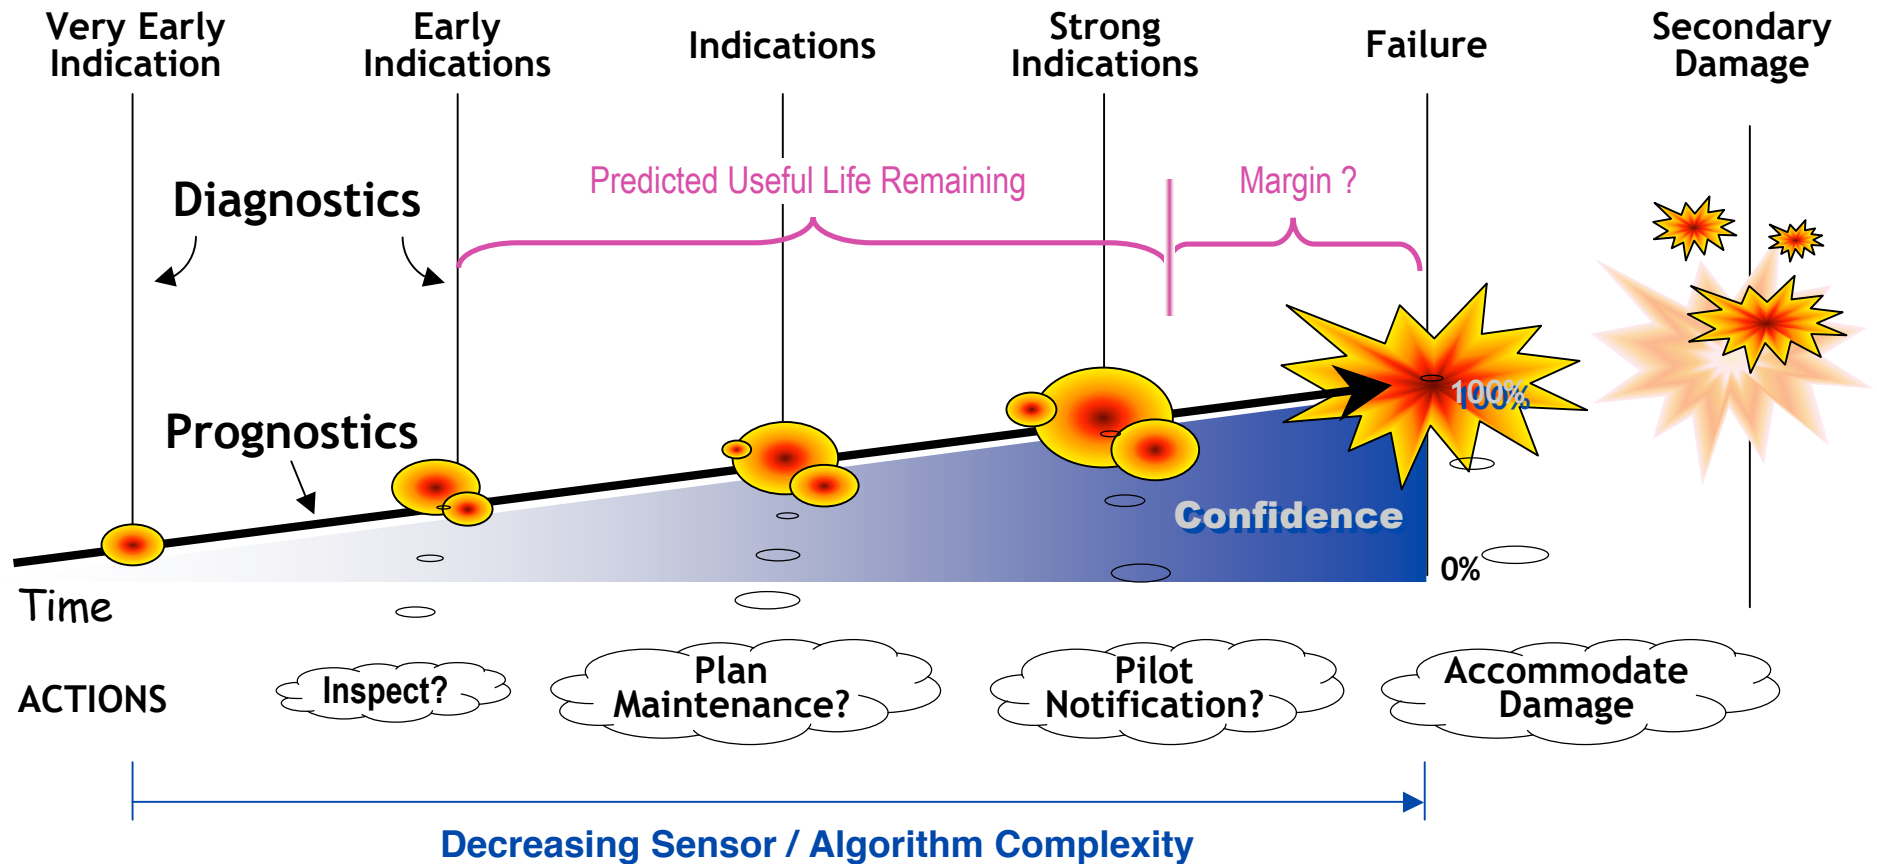 Very Early
Indication
Early
Indications
Indications
Strong
Indications
Failure
Secondary
Damage
Predicted Useful Life Remaining
Margin ?
Diagnostics
Prognostics
100%
Confidence
0%
Time
ACTIONS
Inspect?
Plan
Maintenance?
Pilot
Notification?
Accommodate
Damage
Decreasing Sensor / Algorithm Complexity